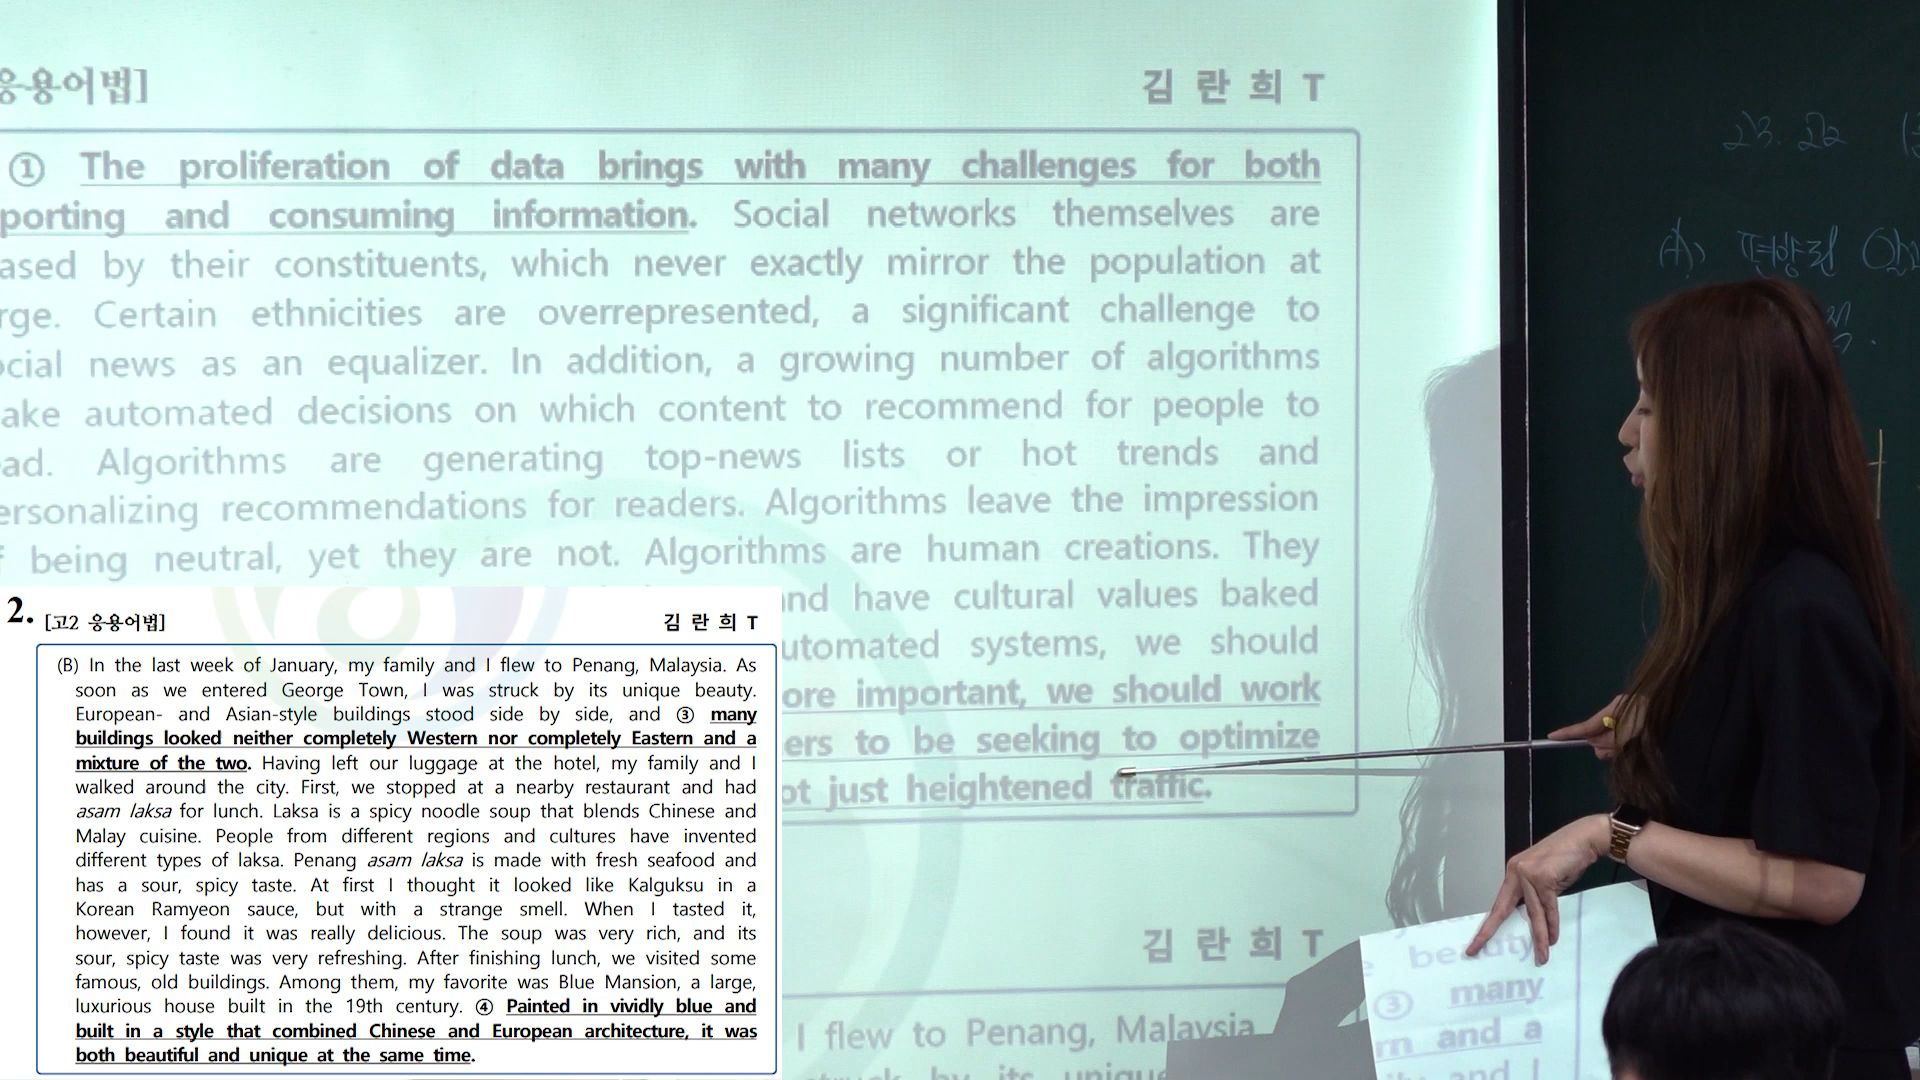 응용어법]
김 란 희 T
① The proliferation of data brings with many challenges for both
porting and consuming information. Social networks themselves are
ased by their constituents, which never exactly mirror the population at
rge. Certain ethnicities are overrepresented, a significant challenge to
ocial news as an equalizer. In addition, a growing number of algorithms
ake automated decisions on which content to recommend for people to
ad. Algorithms are generating top-news lists or hot trends and
ersonalizing recommendations for readers. Algorithms leave the impression
f being neutral, yet they are not. Algorithms are human creations. They
and have cultural values baked
utomated systems, we should
ore important, we should work
ers to be seeking to optimize
ot just heightened traffic.
김 란 희 T
I flew to Penang, Malaysia
struck by its unique
2. [고2 응용어법]
김 란 희 T
(B) In the last week of January, my family and I flew to Penang, Malaysia. As
soon as we entered George Town, I was struck by its unique beauty.
European- and Asian-style buildings stood side by side, and ③ many
buildings looked neither completely Western nor completely Eastern and a
mixture of the two. Having left our luggage at the hotel, my family and I
walked around the city. First, we stopped at a nearby restaurant and had
asam laksa for lunch. Laksa is a spicy noodle soup that blends Chinese and
Malay cuisine. People from different regions and cultures have invented
different types of laksa. Penang asam laksa is made with fresh seafood and
has a sour, spicy taste. At first I thought it looked like Kalguksu in a
Korean Ramyeon sauce, but with a strange smell. When I tasted it,
however, I found it was really delicious. The soup was very rich, and its
sour, spicy taste was very refreshing. After finishing lunch, we visited some
famous, old buildings. Among them, my favorite was Blue Mansion, a large,
luxurious house built in the 19th century. ④ Painted in vividly blue and
built in a style that combined Chinese and European architecture, it was
both beautiful and unique at the same time.
고3. 고2
(A) 편향된
beauty
③ many
rn and a
and I